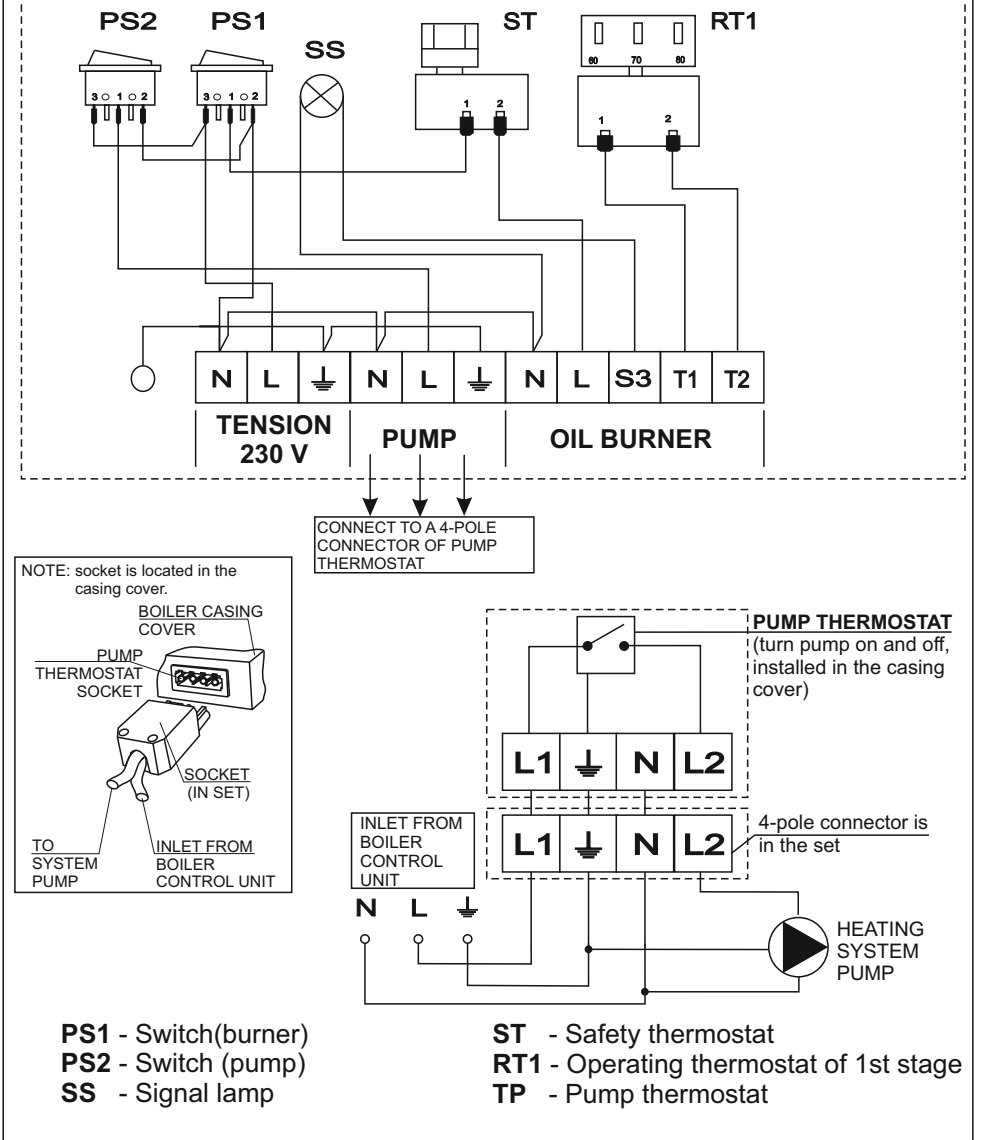 PS2 PS1 SS ST RT1
60 70 80
3 1 2 3 1 2
1 2
1 2
N L N L N L S3 T1 T2
TENSION
230 V
PUMP
OIL BURNER
CONNECT TO A 4-POLE
CONNECTOR OF PUMP
THERMOSTAT
NOTE: socket is located in the
casing cover.
BOILER CASING
COVER
PUMP
THERMOSTAT
SOCKET
SOCKET
(IN SET)
TO
SYSTEM
PUMP
INLET FROM
BOILER
CONTROL UNIT
PUMP THERMOSTAT
(turn pump on and off,
installed in the casing
cover)
L1 N L2
L1 N L2
4-pole connector is
in the set
INLET FROM
BOILER
CONTROL
UNIT
N L
HEATING
SYSTEM
PUMP
PS1 - Switch(burner)
PS2 - Switch (pump)
SS - Signal lamp
ST - Safety thermostat
RT1 - Operating thermostat of 1st stage
TP - Pump thermostat